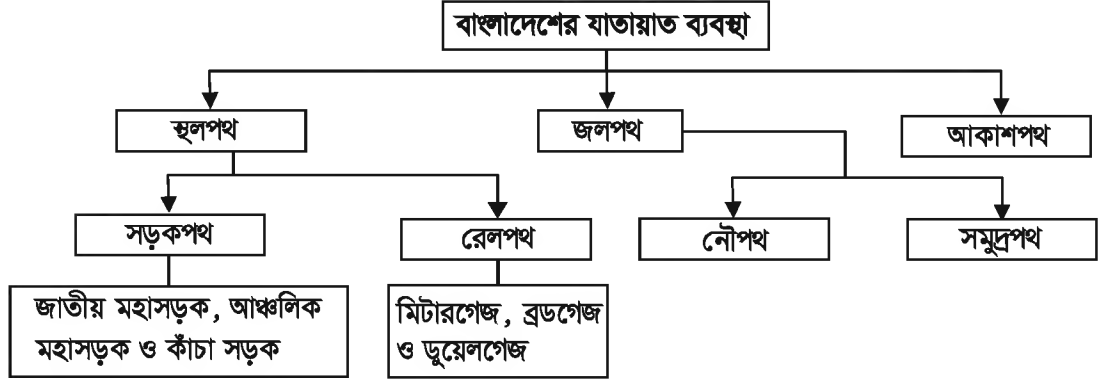 বাংলাদেশের যাতায়াত ব্যবস্থা
স্থলপথ
জলপথ
আকাশপথ
সড়কপথ
রেলপথ
নৌপথ
সমুদ্রপথ
জাতীয় মহাসড়ক, আঞ্চলিক
মহাসড়ক ও কাঁচা সড়ক
মিটারগেজ, ব্রডগেজ
ও ডুয়েলগেজ